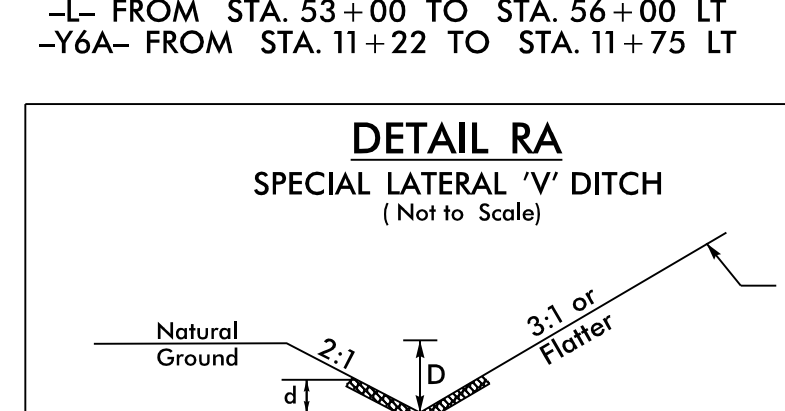 –L– FROM STA. 53+00 TO STA. 56+00 LT
–Y6A– FROM STA. 11+22 TO STA. 11+75 LT
DETAIL RA
SPECIAL LATERAL 'V' DITCH
( Not to Scale)
3:1 or
Flatter
Natural
Ground
2:1
D
d